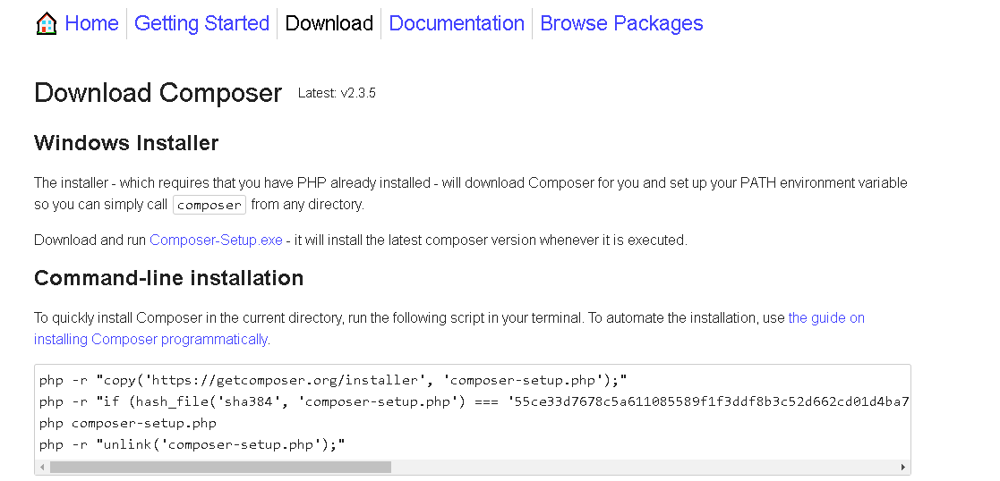 Home Getting Started Download Documentation Browse Packages
Download Composer Latest: v2.3.5
Windows Installer
The installer - which requires that you have PHP already installed - will download Composer for you and set up your PATH environment variable
so you can simply call composer from any directory.
Download and run Composer-Setup.exe - it will install the latest composer version whenever it is executed.
Command-line installation
To quickly install Composer in the current directory, run the following script in your terminal. To automate the installation, use the guide on
installing Composer programmatically.
php -r "copy('https://getcomposer.org/installer', 'composer-setup.php');"
php -r "if (hash_file('sha384', 'composer-setup.php') === '55ce33d7678c5a611085589f1f3ddf8b3c52d662cd01d4ba7
php composer-setup.php
php -r "unlink('composer-setup.php');"